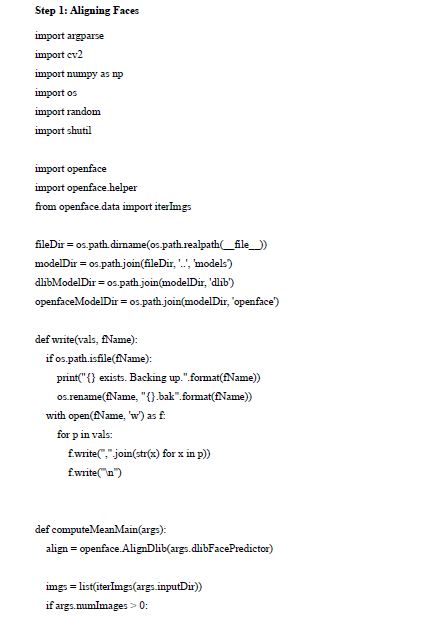 Step 1: Aligning Faces
import argparse
import cv2
import numpy as np
import os
import random
import shutil
import openface
import openface.helper
from openface.data import iterImgs
fileDir = os.path.dirname(os.path.realpath(__file__))
modelDir = os.path.join(fileDir, '..', 'models')
dlibModelDir = os.path.join(modelDir, 'dlib')
openfaceModelDir = os.path.join(modelDir, 'openface')
def write(vals, fName):
    if os.path.isfile(fName):
        print("{} exists. Backing up.".format(fName))
        os.rename(fName, "{}.bak".format(fName))
    with open(fName, 'w') as f:
        for p in vals:
            f.write(",".join(str(x) for x in p))
            f.write("\n")
def computeMeanMain(args):
    align = openface.AlignDlib(args.dlibFacePredictor)
    imgs = list(iterImgs(args.inputDir))
    if args.numImages > 0: